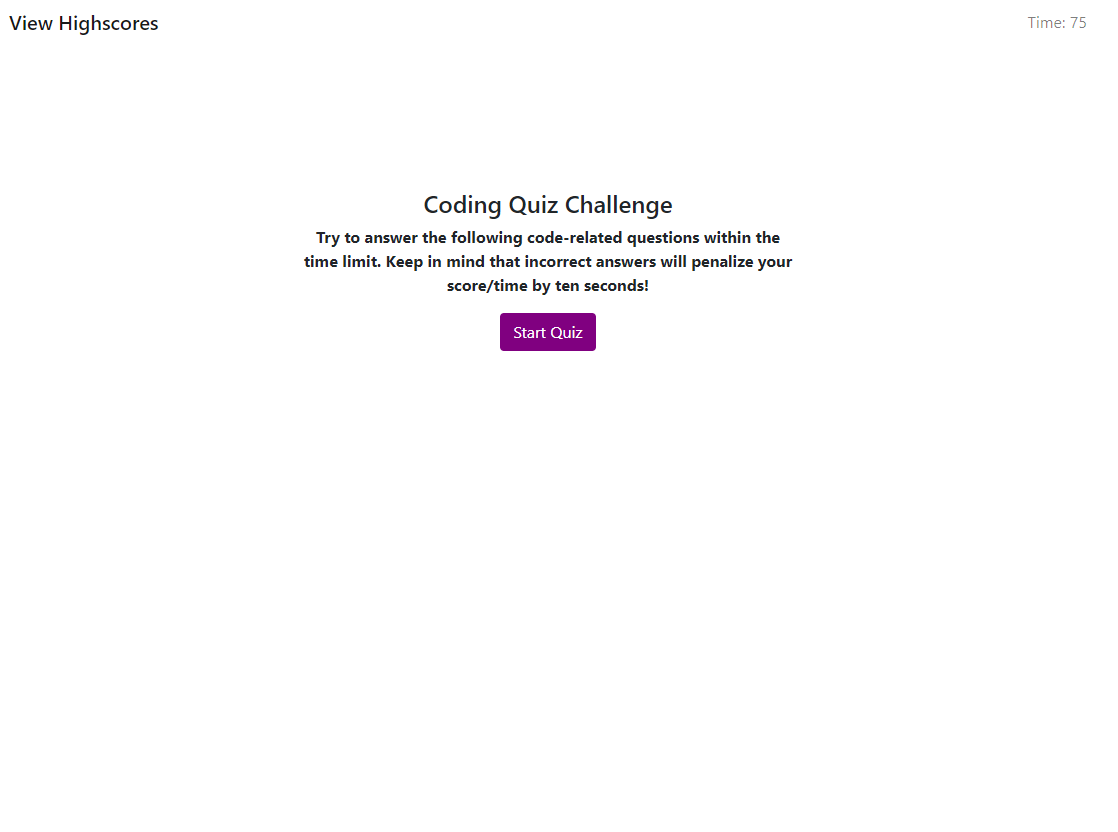 View Highscores
Time: 75
Coding Quiz Challenge
Try to answer the following code-related questions within the
time limit. Keep in mind that incorrect answers will penalize your
score/time by ten seconds!
Start Quiz